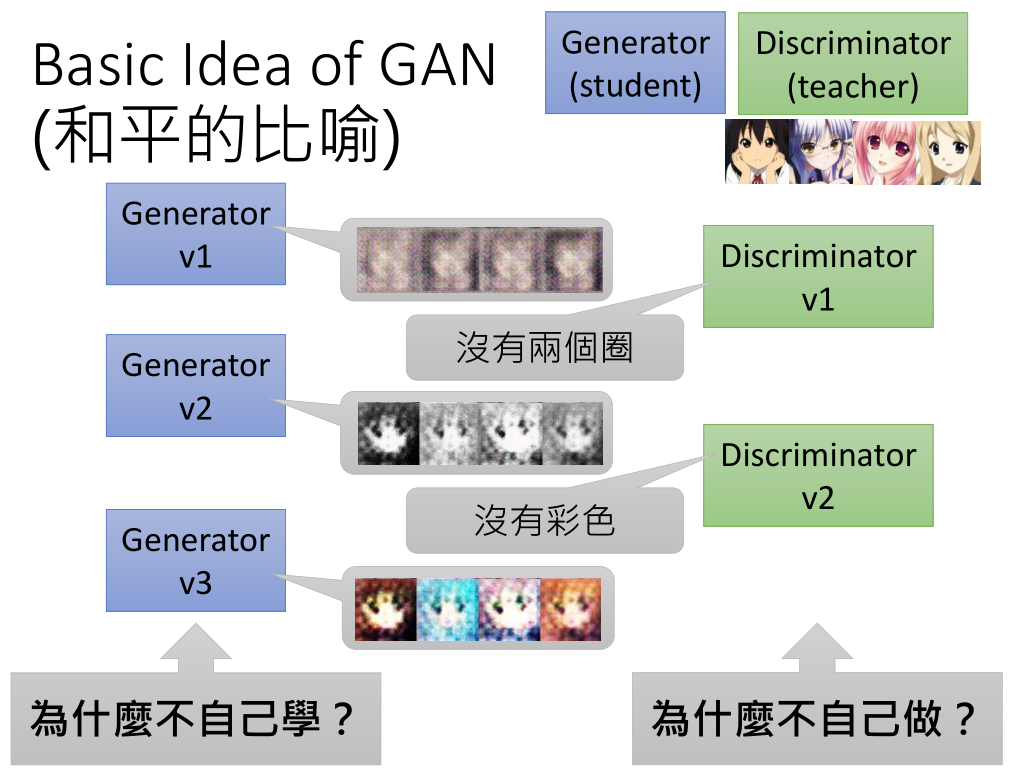 Basic Idea of GAN
(和平的比喻)
Generator
(student)
Discriminator
(teacher)
Generator
v1
Discriminator
v1
沒有兩個圈
Generator
v2
Discriminator
v2
沒有彩色
Generator
v3
為什麼不自己學？
為什麼不自己做？